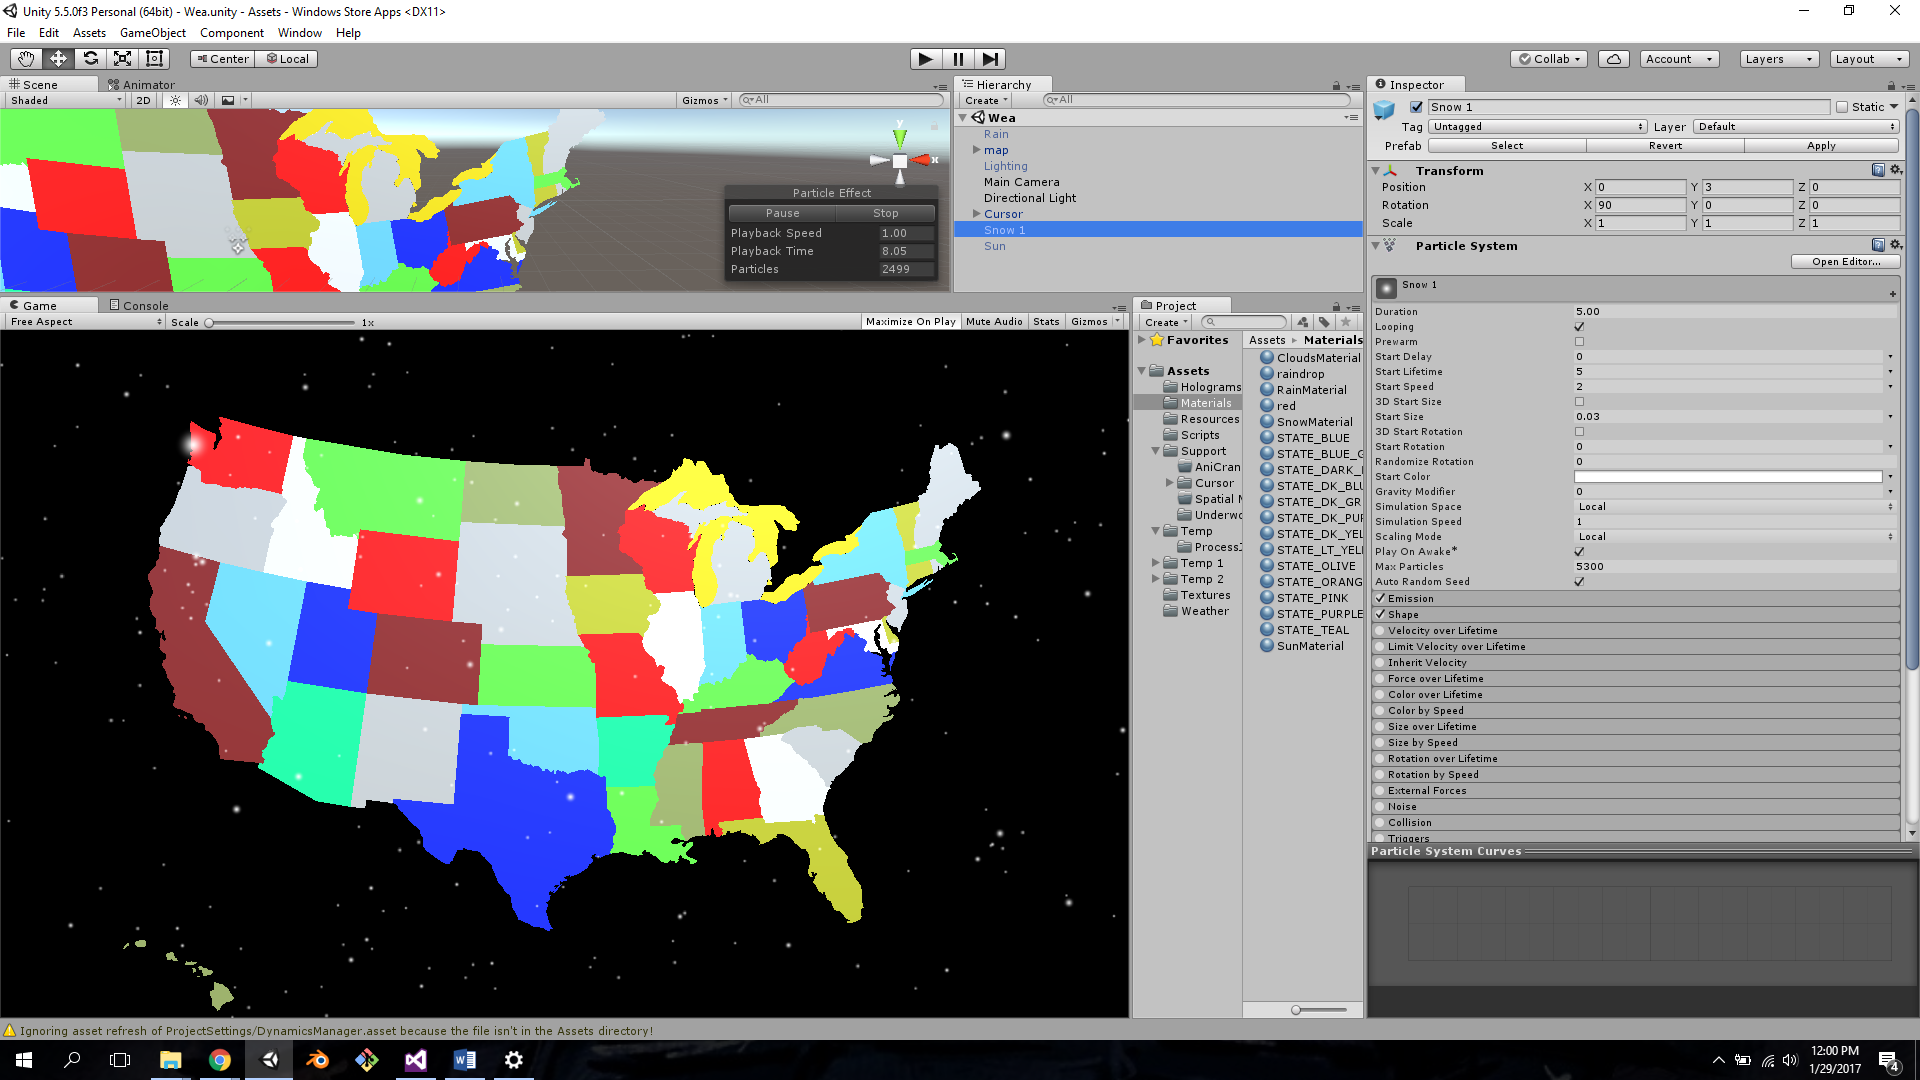 Unity 5.5.0f3 Personal (64bit) - Wea.unity - Assets - Windows Store Apps <DX11>
File Edit Assets GameObject Component Window Help
Center Local
Collab Account Layers Layout
Scene Animator
Shaded 2D Gizmos All
Particle Effect
Pause Stop
Playback Speed 1.00
Playback Time 8.05
Particles 2499
Hierarchy
Create All
Wea
Rain
map
Lighting
Main Camera
Directional Light
Cursor
Snow 1
Sun
Game Console
Free Aspect Scale 1x Maximize On Play Mute Audio Stats Gizmos
Project
Create
Favorites
Assets
Holograms
Materials
Resources
Scripts
Support
AniCran
Cursor
Spatial M
Underwo
Temp
Process
Temp 1
Temp 2
Textures
Weather
Assets Materials
CloudsMaterial
raindrop
RainMaterial
red
SnowMaterial
STATE_BLUE
STATE_BLUE_G
STATE_DARK_
STATE_DK_BLU
STATE_DK_GR
STATE_DK_PUR
STATE_DK_YEL
STATE_LT_YEL
STATE_OLIVE
STATE_ORANG
STATE_PINK
STATE_PURPLE
STATE_TEAL
SunMaterial
Inspector
Snow 1 Static
Tag Untagged Layer Default
Prefab Select Revert Apply
Transform
Position X 0 Y 3 Z 0
Rotation X 90 Y 0 Z 0
Scale X 1 Y 1 Z 1
Particle System
Open Editor...
Snow 1
Duration 5.00
Looping
Prewarm
Start Delay 0
Start Lifetime 5
Start Speed 2
3D Start Size
Start Size 0.03
3D Start Rotation
Start Rotation 0
Randomize Rotation 0
Start Color
Gravity Modifier 0
Simulation Space Local
Simulation Speed 1
Scaling Mode Local
Play On Awake*
Max Particles 5300
Auto Random Seed
Emission
Shape
Velocity over Lifetime
Limit Velocity over Lifetime
Inherit Velocity
Force over Lifetime
Color over Lifetime
Color by Speed
Size over Lifetime
Size by Speed
Rotation over Lifetime
Rotation by Speed
External Forces
Noise
Collision
Triggers
Particle System Curves
Ignoring asset refresh of ProjectSettings/DynamicsManager.asset because the file isn't in the Assets directory!
12:00 PM
1/29/2017
4